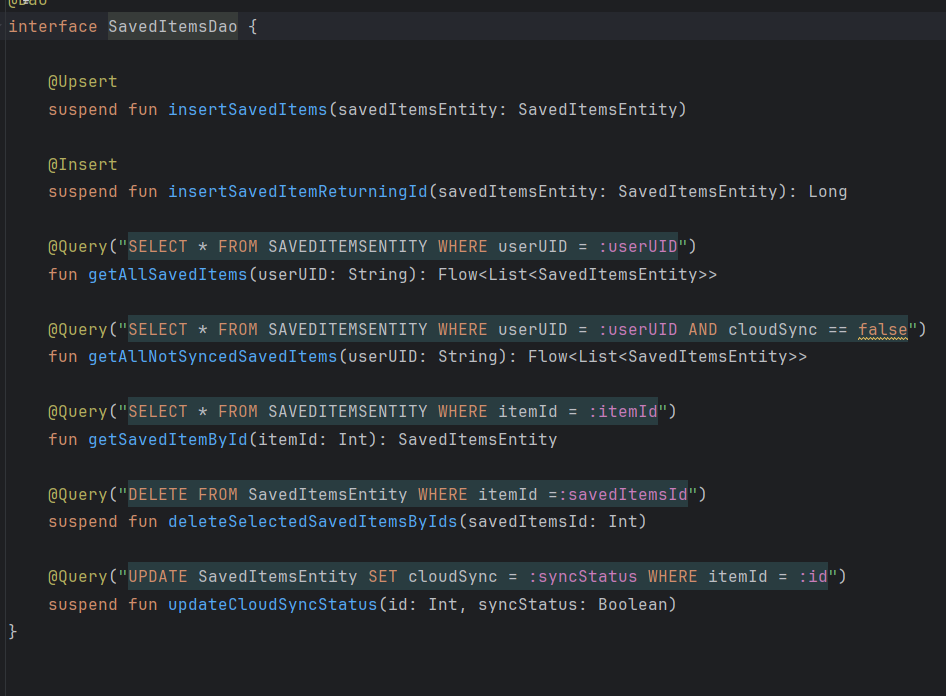 @Dao
interface SavedItemsDao {
@Upsert
suspend fun insertSavedItems(savedItemsEntity: SavedItemsEntity)
@Insert
suspend fun insertSavedItemReturningId(savedItemsEntity: SavedItemsEntity): Long
@Query("SELECT * FROM SAVEDITEMSENTITY WHERE userUID = :userUID")
fun getAllSavedItems(userUID: String): Flow<List<SavedItemsEntity>>
@Query("SELECT * FROM SAVEDITEMSENTITY WHERE userUID = :userUID AND cloudSync == false")
fun getAllNotSyncedSavedItems(userUID: String): Flow<List<SavedItemsEntity>>
@Query("SELECT * FROM SAVEDITEMSENTITY WHERE itemId = :itemId")
fun getSavedItemById(itemId: Int): SavedItemsEntity
@Query("DELETE FROM SavedItemsEntity WHERE itemId =:savedItemsId")
suspend fun deleteSelectedSavedItemsByIds(savedItemsId: Int)
@Query("UPDATE SavedItemsEntity SET cloudSync = :syncStatus WHERE itemId = :id")
suspend fun updateCloudSyncStatus(id: Int, syncStatus: Boolean)
}